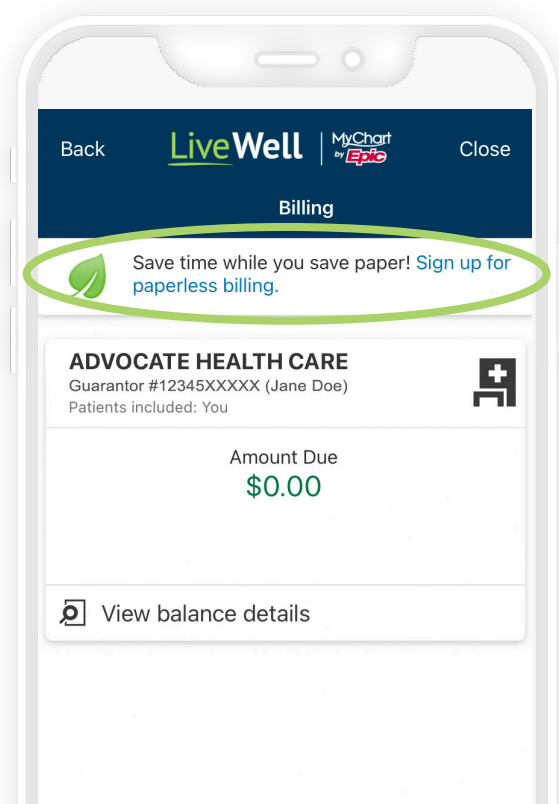 Back
LiveWell
MyChart
by Epic
Close
Billing
Save time while you save paper! Sign up for
paperless billing.
ADVOCATE HEALTH CARE
Guarantor #12345XXXXX (Jane Doe)
Patients included: You
Amount Due
$0.00
View balance details